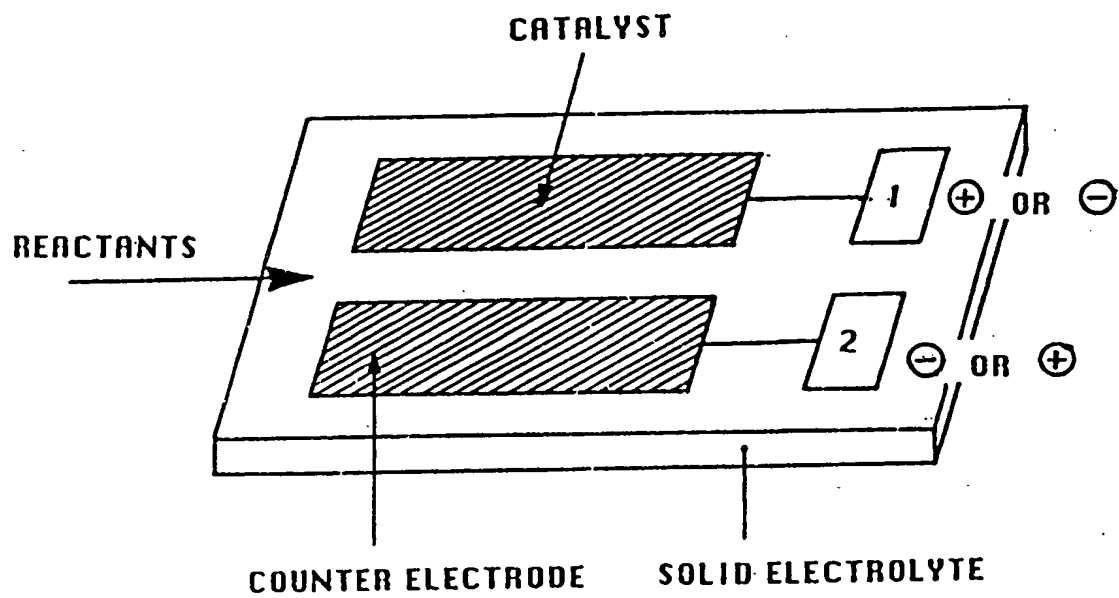 CATALYST
1 ⊕ OR ⊖
REACTANTS
2 ⊖ OR ⊕
COUNTER ELECTRODE
SOLID ELECTROLYTE